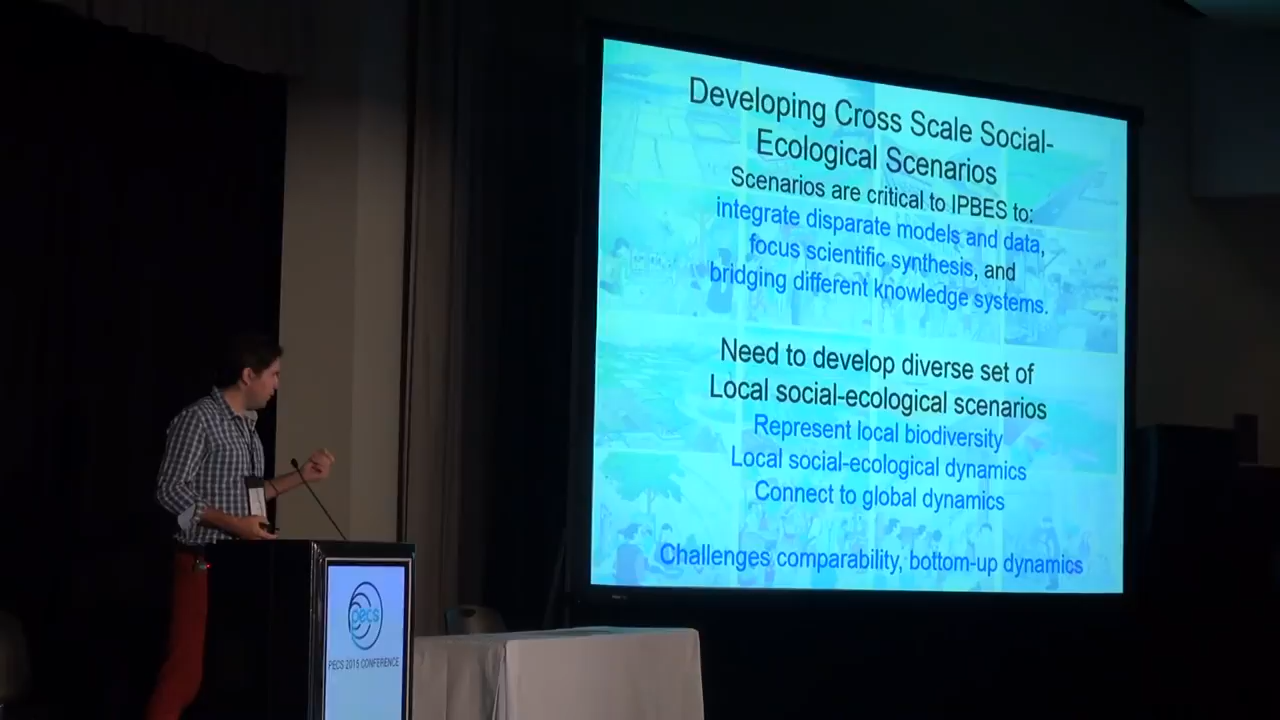 Developing Cross Scale Social-
Ecological Scenarios
Scenarios are critical to IPBES to:
integrate disparate models and data,
focus scientific synthesis, and
bridging different knowledge systems.
Need to develop diverse set of
Local social-ecological scenarios
Represent local biodiversity
Local social-ecological dynamics
Connect to global dynamics
Challenges comparability, bottom-up dynamics
pecs
PECS 2015 CONFERENCE